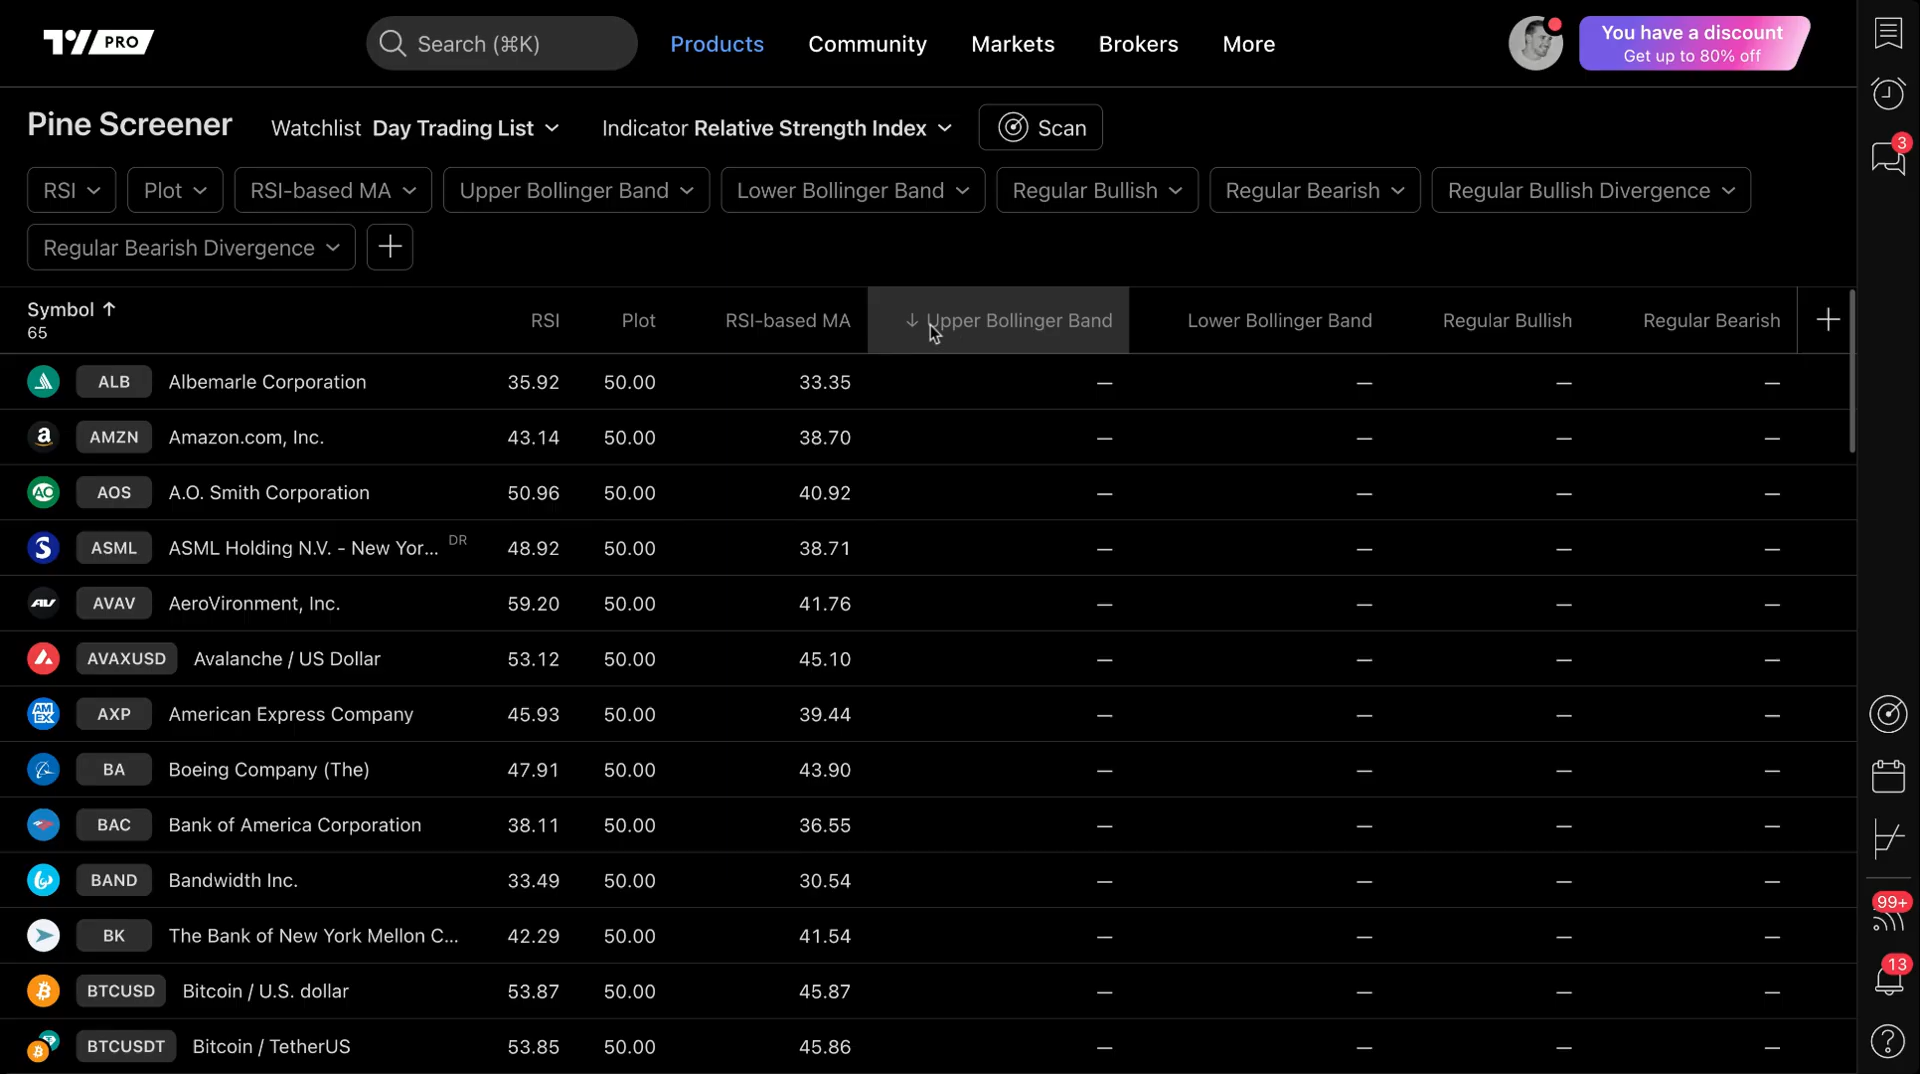 TV PRO
Search (⌘K)
Products
Community
Markets
Brokers
More
You have a discount
Get up to 80% off
Pine Screener
Watchlist Day Trading List
Indicator Relative Strength Index
Scan
3
RSI
Plot
RSI-based MA
Upper Bollinger Band
Lower Bollinger Band
Regular Bullish
Regular Bearish
Regular Bullish Divergence
Regular Bearish Divergence
+
Symbol ↑
65
RSI
Plot
RSI-based MA
↓ Upper Bollinger Band
Lower Bollinger Band
Regular Bullish
Regular Bearish
+
ALB Albemarle Corporation 35.92 50.00 33.35 — — — —
a AMZN Amazon.com, Inc. 43.14 50.00 38.70 — — — —
AO AOS A.O. Smith Corporation 50.96 50.00 40.92 — — — —
ASML ASML Holding N.V. - New Yor... DR 48.92 50.00 38.71 — — — —
AV AVAV AeroVironment, Inc. 59.20 50.00 41.76 — — — —
AVAXUSD Avalanche / US Dollar 53.12 50.00 45.10 — — — —
AM EX AXP American Express Company 45.93 50.00 39.44 — — — —
BA Boeing Company (The) 47.91 50.00 43.90 — — — —
BAC Bank of America Corporation 38.11 50.00 36.55 — — — —
BAND Bandwidth Inc. 33.49 50.00 30.54 — — — —
BK The Bank of New York Mellon C... 42.29 50.00 41.54 — — — —
BTCUSD Bitcoin / U.S. dollar 53.87 50.00 45.87 — — — —
BTCUSDT Bitcoin / TetherUS 53.85 50.00 45.86 — — — —
99+
13
?